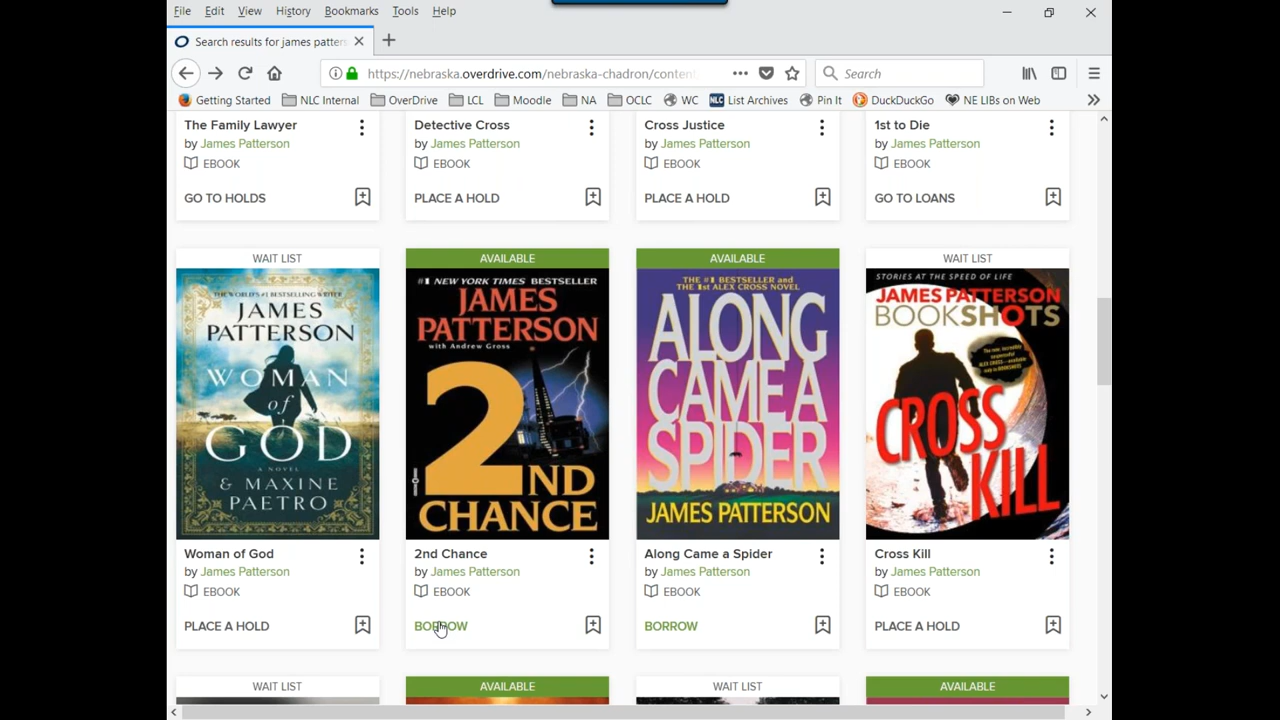 File Edit View History Bookmarks Tools Help
Search results for james pattern
https://nebraska.overdrive.com/nebraska-chadron/content
Search
Getting Started NLC Internal OverDrive LCL Moodle NA OCLC WC NLC List Archives Pin It DuckDuckGo NE LIBs on Web
The Family Lawyer
by James Patterson
EBOOK
GO TO HOLDS
Detective Cross
by James Patterson
EBOOK
PLACE A HOLD
Cross Justice
by James Patterson
EBOOK
PLACE A HOLD
1st to Die
by James Patterson
EBOOK
GO TO LOANS
WAIT LIST
THE WORLD'S #1 BESTSELLING WRITER
JAMES
PATTERSON
WOMAN
of
GOD
A NOVEL
& MAXINE
PAETRO
Woman of God
by James Patterson
EBOOK
PLACE A HOLD
AVAILABLE
#1 NEW YORK TIMES BESTSELLER
JAMES
PATTERSON
with Andrew Gross
2
ND
CHANCE
2nd Chance
by James Patterson
EBOOK
BORROW
AVAILABLE
THE #1 BESTSELLER and
THE 1st ALEX CROSS NOVEL
ALONG
CAME A
SPIDER
JAMES PATTERSON
Along Came a Spider
by James Patterson
EBOOK
BORROW
WAIT LIST
STORIES AT THE SPEED OF LIFE
JAMES PATTERSON
BOOKSHOTS
CROSS
KILL
Cross Kill
by James Patterson
EBOOK
PLACE A HOLD
WAIT LIST
AVAILABLE
WAIT LIST
AVAILABLE